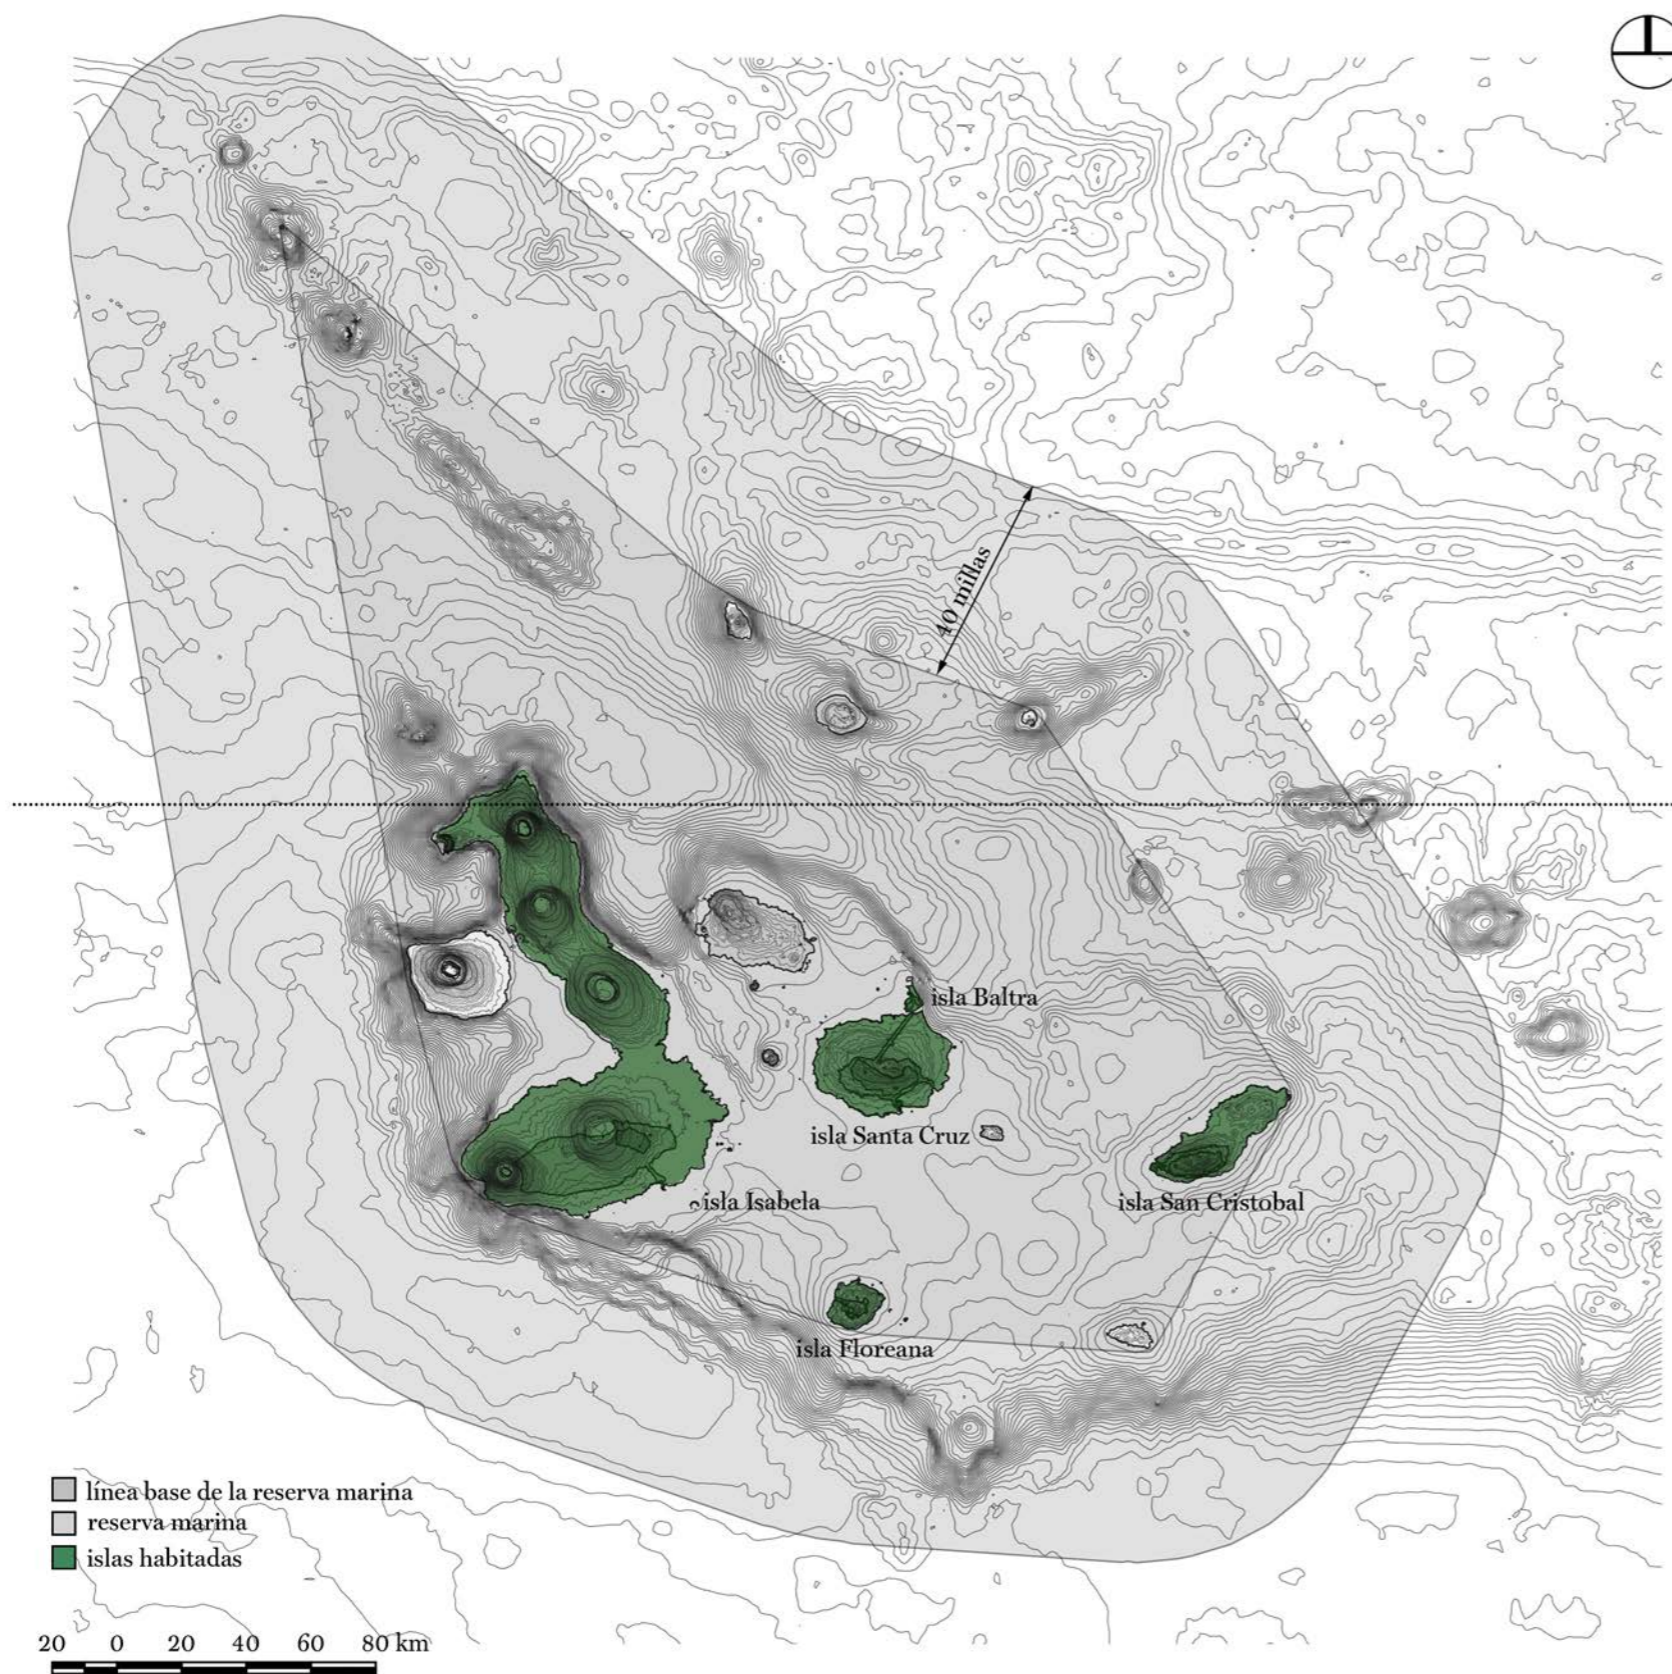 40 millas
isla Baltra
isla Santa Cruz
isla Isabela
isla San Cristobal
isla Floreana
línea base de la reserva marina
reserva marina
islas habitadas
20 0 20 40 60 80 km